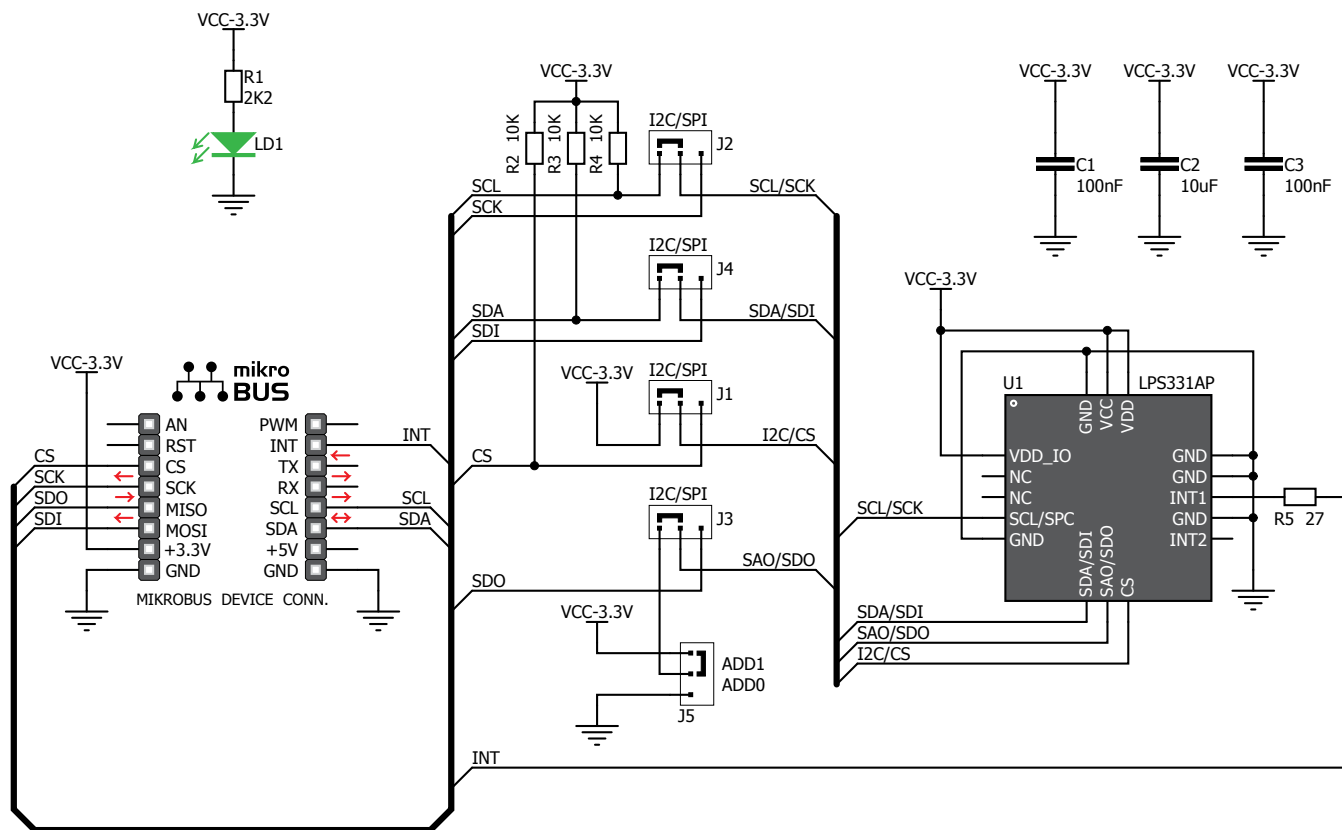 VCC-3.3V
R1
2K2
LD1
VCC-3.3V
R2 10K
R3 10K
R4 10K
I2C/SPI
J2
SCL
SCK
SCL/SCK
I2C/SPI
J4
SDA
SDI
SDA/SDI
VCC-3.3V
I2C/SPI
J1
I2C/CS
CS
I2C/SPI
J3
SAO/SDO
SDO
VCC-3.3V
ADD1
ADD0
J5
INT
VCC-3.3V
C1
100nF
VCC-3.3V
C2
10uF
VCC-3.3V
C3
100nF
VCC-3.3V
mikro
BUS
AN
RST
CS
SCK
MISO
MOSI
+3.3V
GND
PWM
INT
TX
RX
SCL
SDA
+5V
GND
CS
SCK
SDO
SDI
INT
SCL
SDA
MIKROBUS DEVICE CONN.
VCC-3.3V
U1
LPS331AP
GND
VCC
VDD
VDD_IO
NC
NC
SCL/SPC
GND
GND
GND
INT1
GND
INT2
SDA/SDI
SAO/SDO
CS
R5 27
SCL/SCK
SDA/SDI
SAO/SDO
I2C/CS